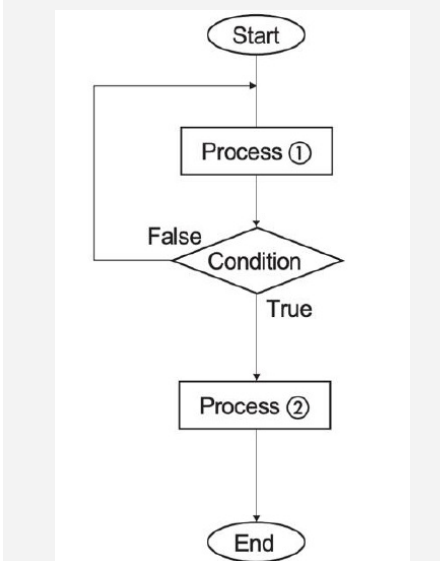 Start
Process ①
False
Condition
True
Process ②
End